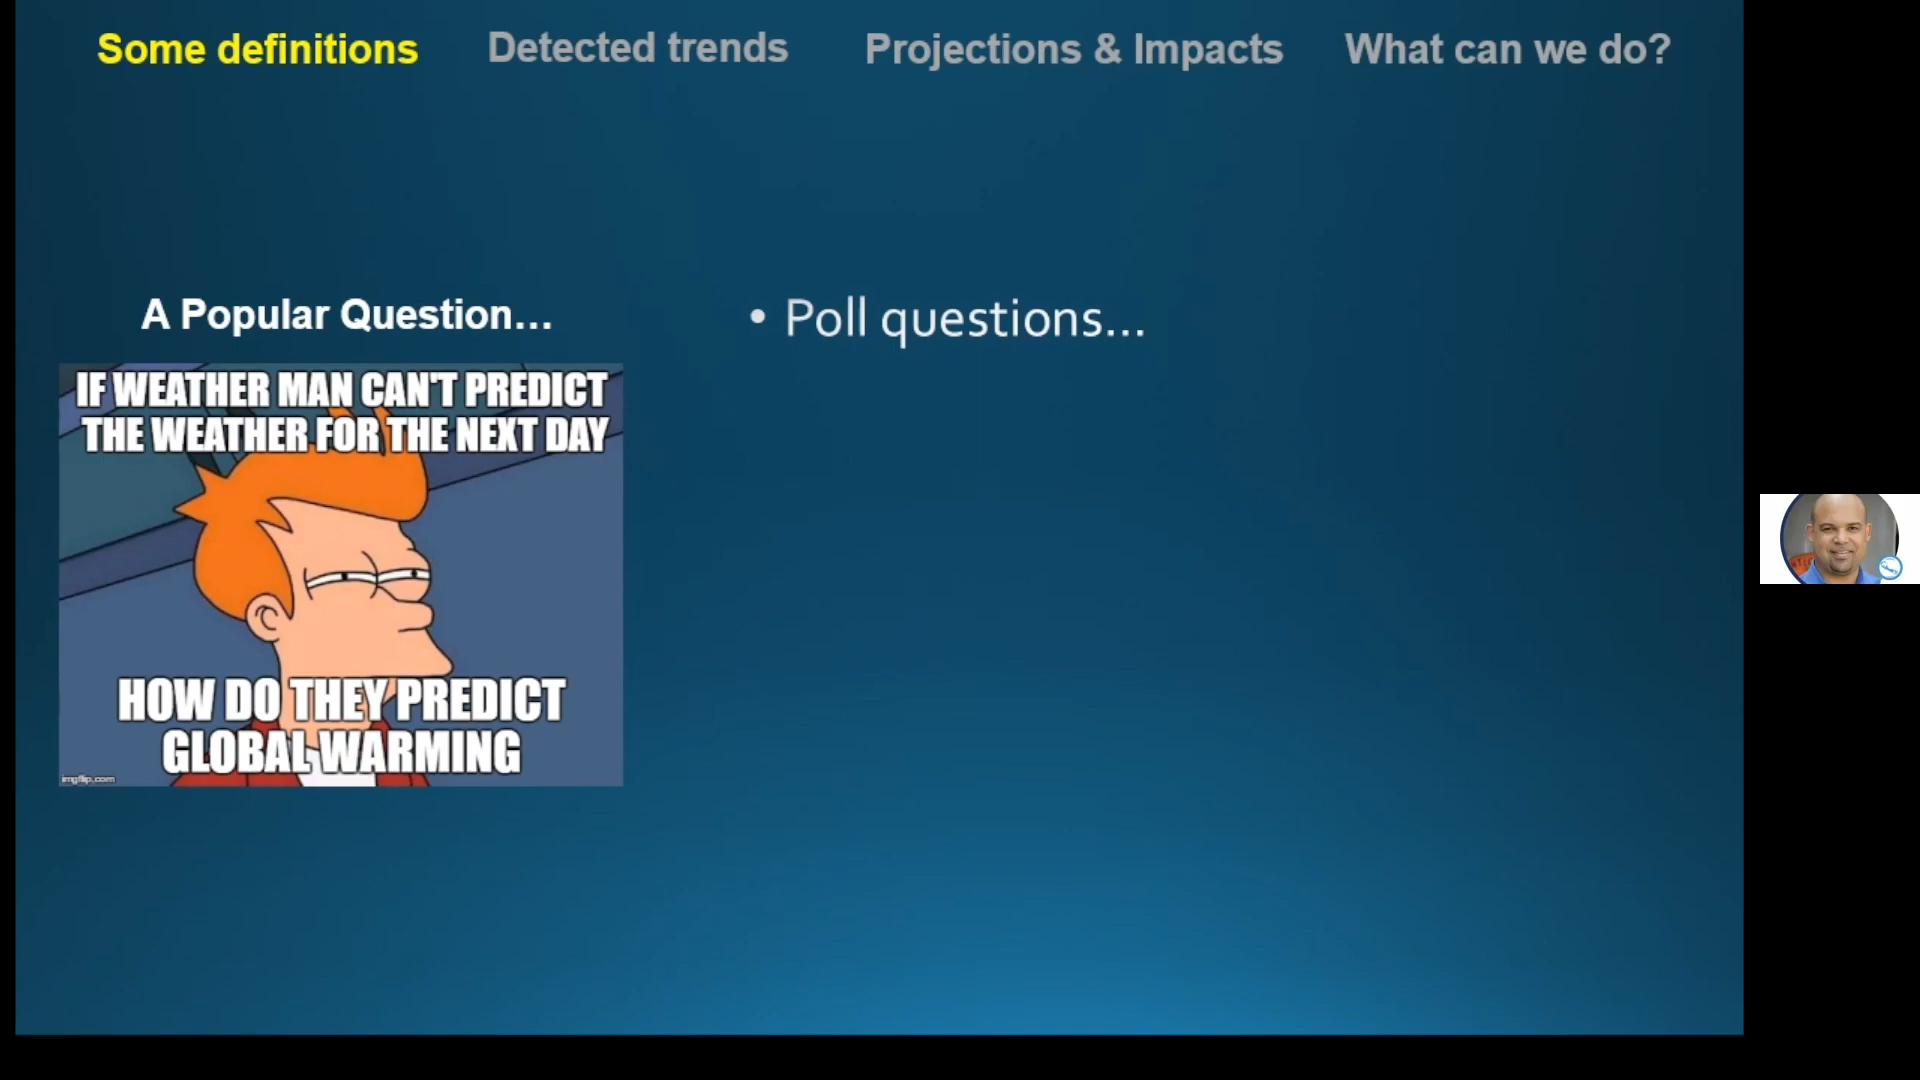 Some definitions
Detected trends
Projections & Impacts
What can we do?
A Popular Question...
• Poll questions...
IF WEATHER MAN CAN'T PREDICT
THE WEATHER FOR THE NEXT DAY
HOW DO THEY PREDICT
GLOBAL WARMING
imgflip.com